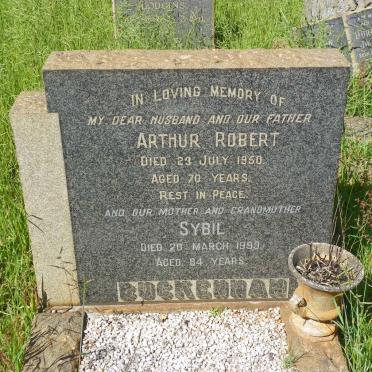 In Loving Memory of
my dear husband and our father
Arthur Robert
Died 23 July 1950.
Aged 70 years.
Rest in Peace.
and our mother and grandmother
Sybil
Died 20 March 1993.
Aged 84 years